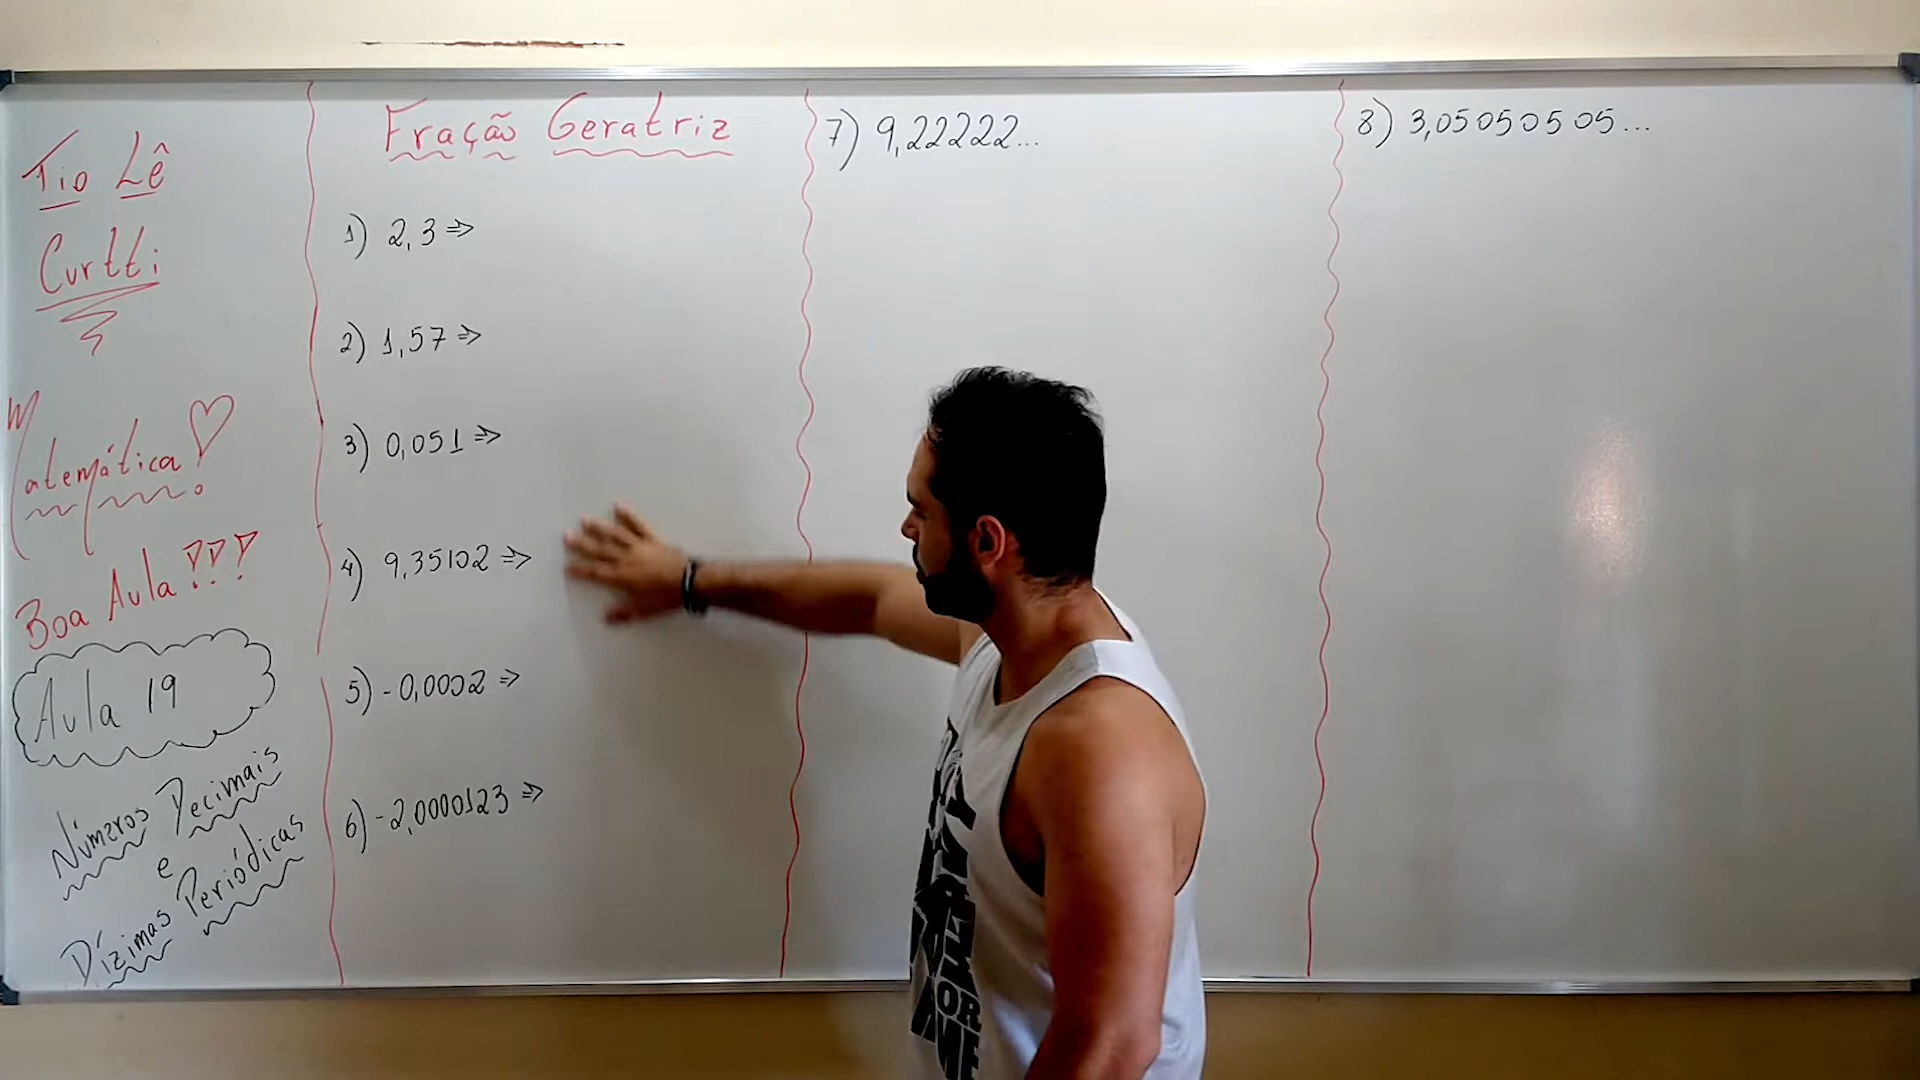 Tio Lê
Curtti
Matemática!
Boa Aula!!!
Aula 19
Números Decimais
e
Dízimas Periódicas
Fração Geratriz
1) 2,3 ⇒
2) 1,57 ⇒
3) 0,051 ⇒
4) 9,35102 ⇒
5) -0,0002 ⇒
6) -2,0000123 ⇒
7) 9,22222...
8) 3,05050505...
OR
ME